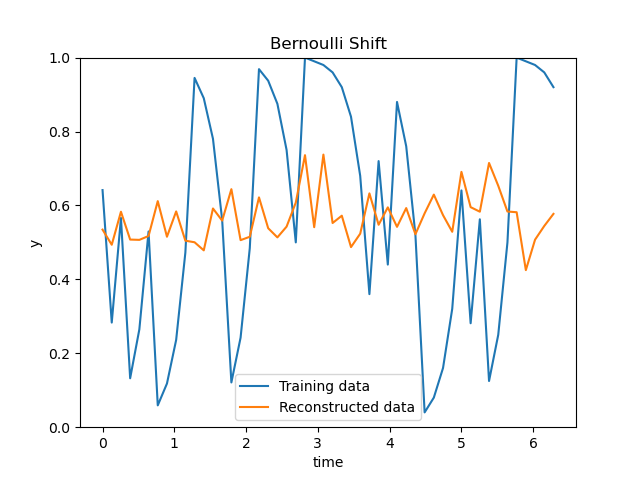 Bernoulli Shift
1.0
0.8
0.6
0.4
0.2
0.0
y
0 1 2 3 4 5 6
time
Training data
Reconstructed data